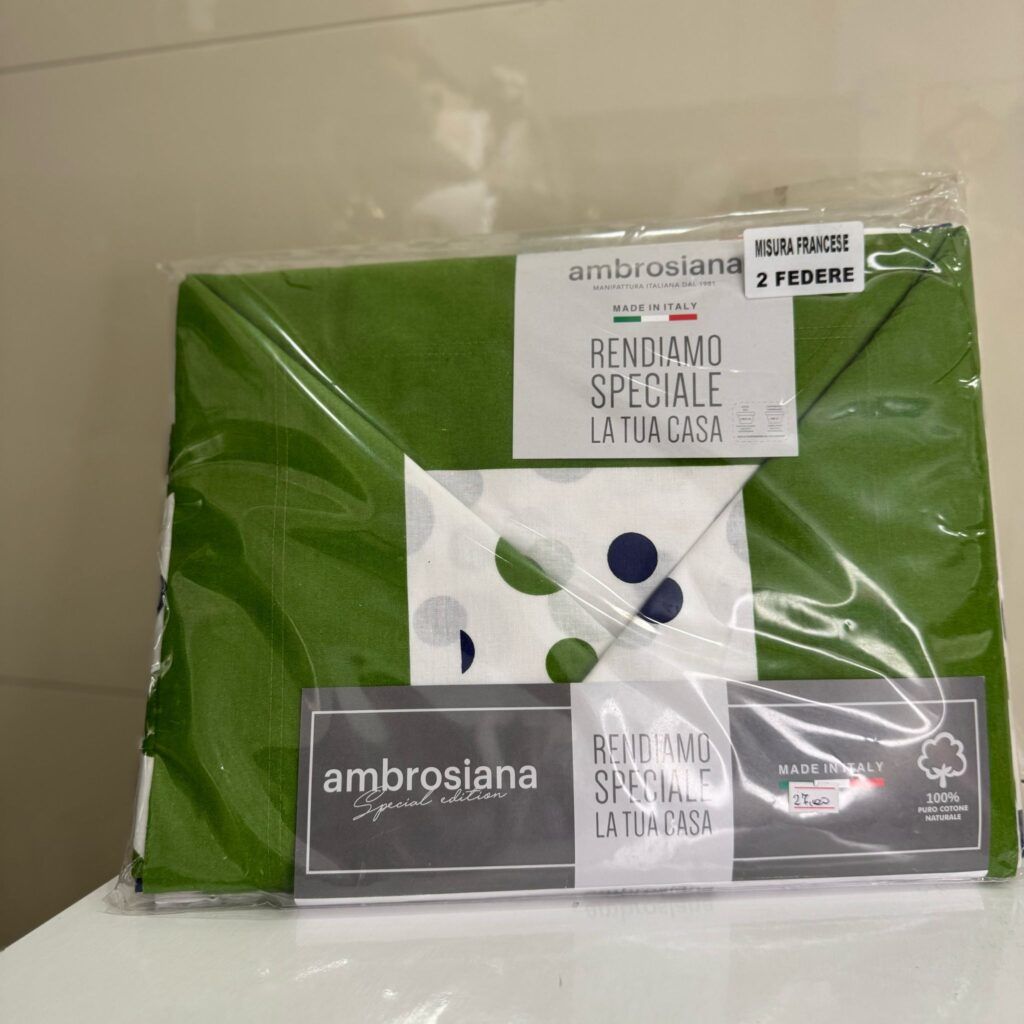 MISURA FRANCESE
2 FEDERE
ambrosiana
MANIFATTURA ITALIANA DAL 1981
MADE IN ITALY
RENDIAMO
SPECIALE
LA TUA CASA
ambrosiana
Special edition
RENDIAMO
SPECIALE
LA TUA CASA
MADE IN ITALY
27,00
100%
PURO COTONE
NATURALE